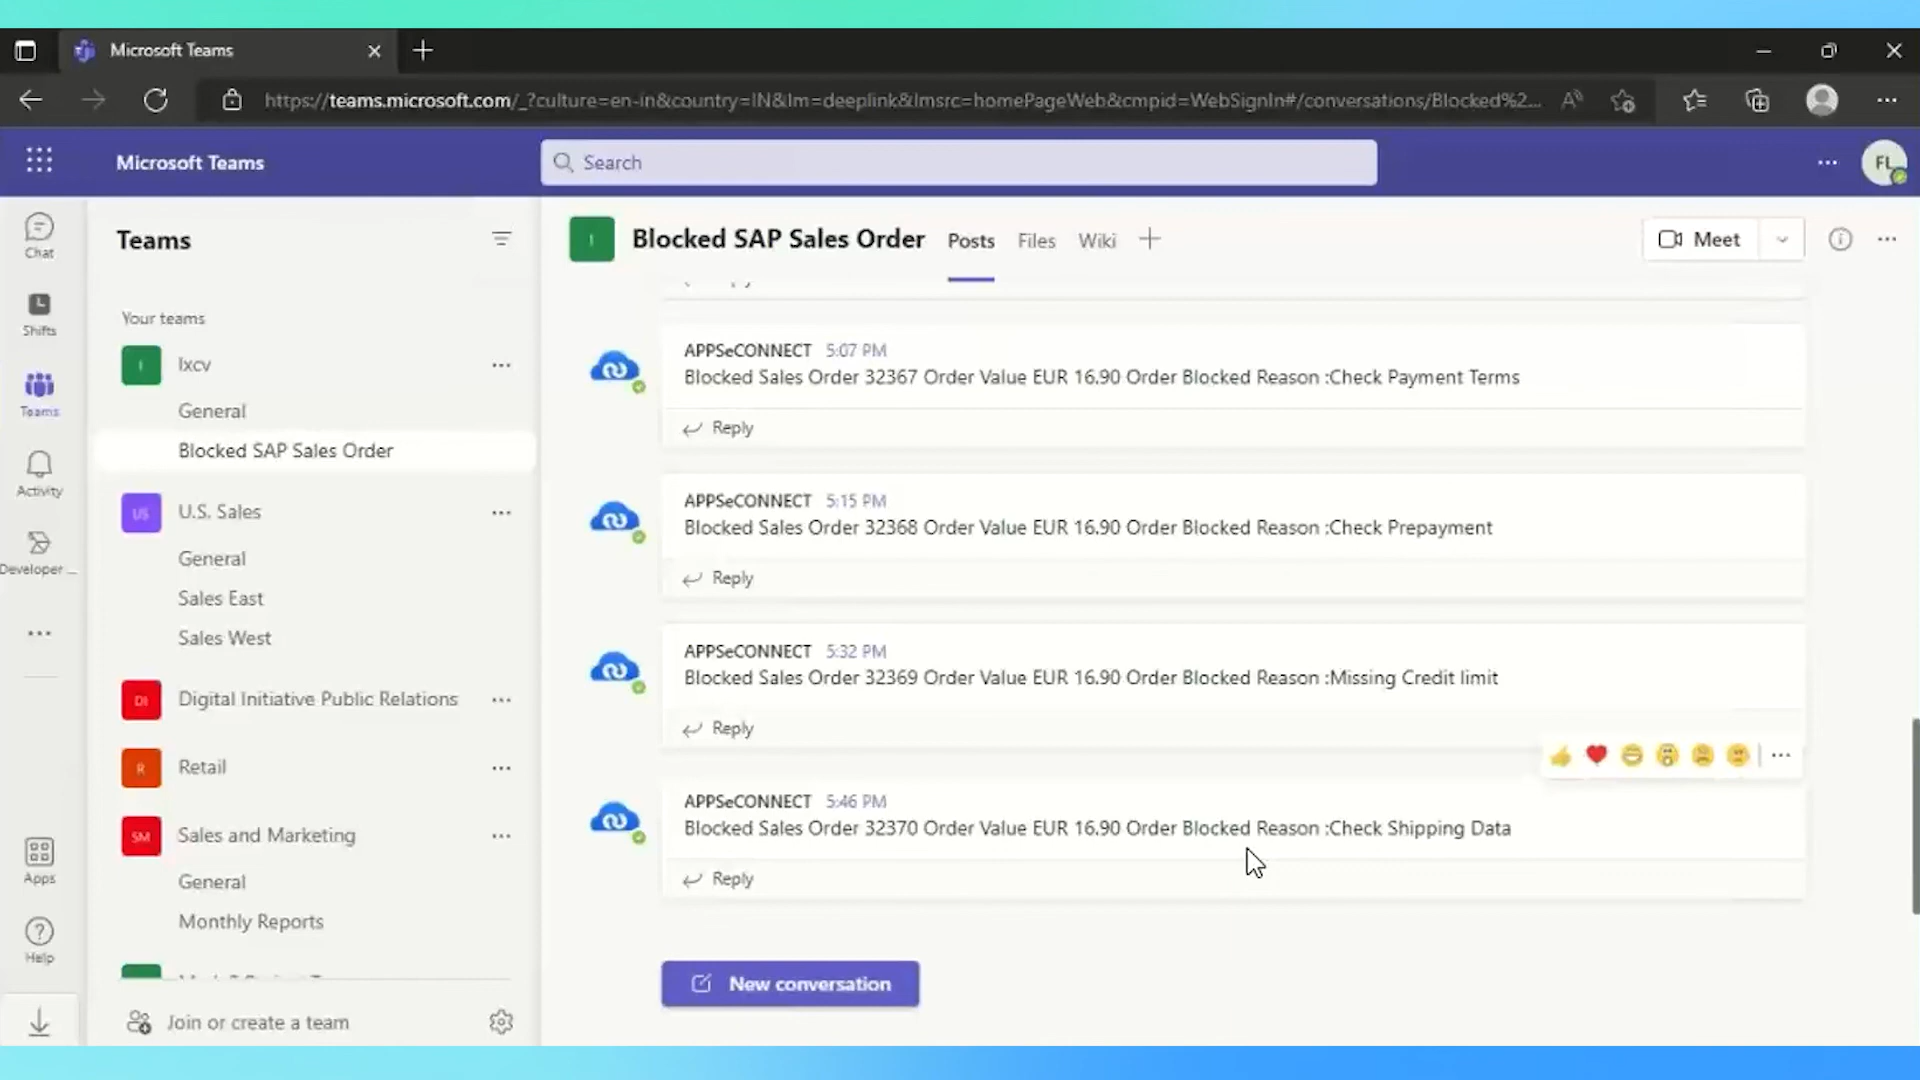 Microsoft Teams
https://teams.microsoft.com/_?culture=en-in&country=IN&lm=deeplink&lmsrc=homePageWeb&cmpid=WebSignIn#/conversations/Blocked%2...
Microsoft Teams
Search
FL
Chat
Shifts
Teams
Activity
Developer ...
Apps
Help
Teams
Your teams
I
Ixcv
General
Blocked SAP Sales Order
US
U.S. Sales
General
Sales East
Sales West
DI
Digital Initiative Public Relations
R
Retail
SM
Sales and Marketing
General
Monthly Reports
Join or create a team
I
Blocked SAP Sales Order
Posts
Files
Wiki
Meet
APPSeCONNECT 5:07 PM
Blocked Sales Order 32367 Order Value EUR 16.90 Order Blocked Reason :Check Payment Terms
Reply
APPSeCONNECT 5:15 PM
Blocked Sales Order 32368 Order Value EUR 16.90 Order Blocked Reason :Check Prepayment
Reply
APPSeCONNECT 5:32 PM
Blocked Sales Order 32369 Order Value EUR 16.90 Order Blocked Reason :Missing Credit limit
Reply
APPSeCONNECT 5:46 PM
Blocked Sales Order 32370 Order Value EUR 16.90 Order Blocked Reason :Check Shipping Data
Reply
New conversation